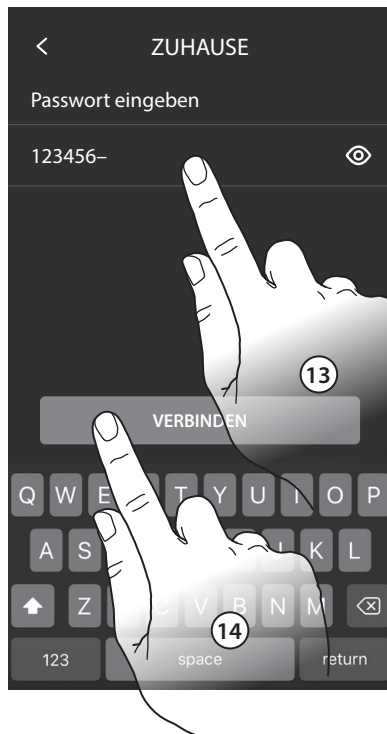 ZUHAUSE
Passwort eingeben
123456–
13
VERBINDEN
Q W E T Y U I O P
A S K L
Z C V B N M
14
123 space return